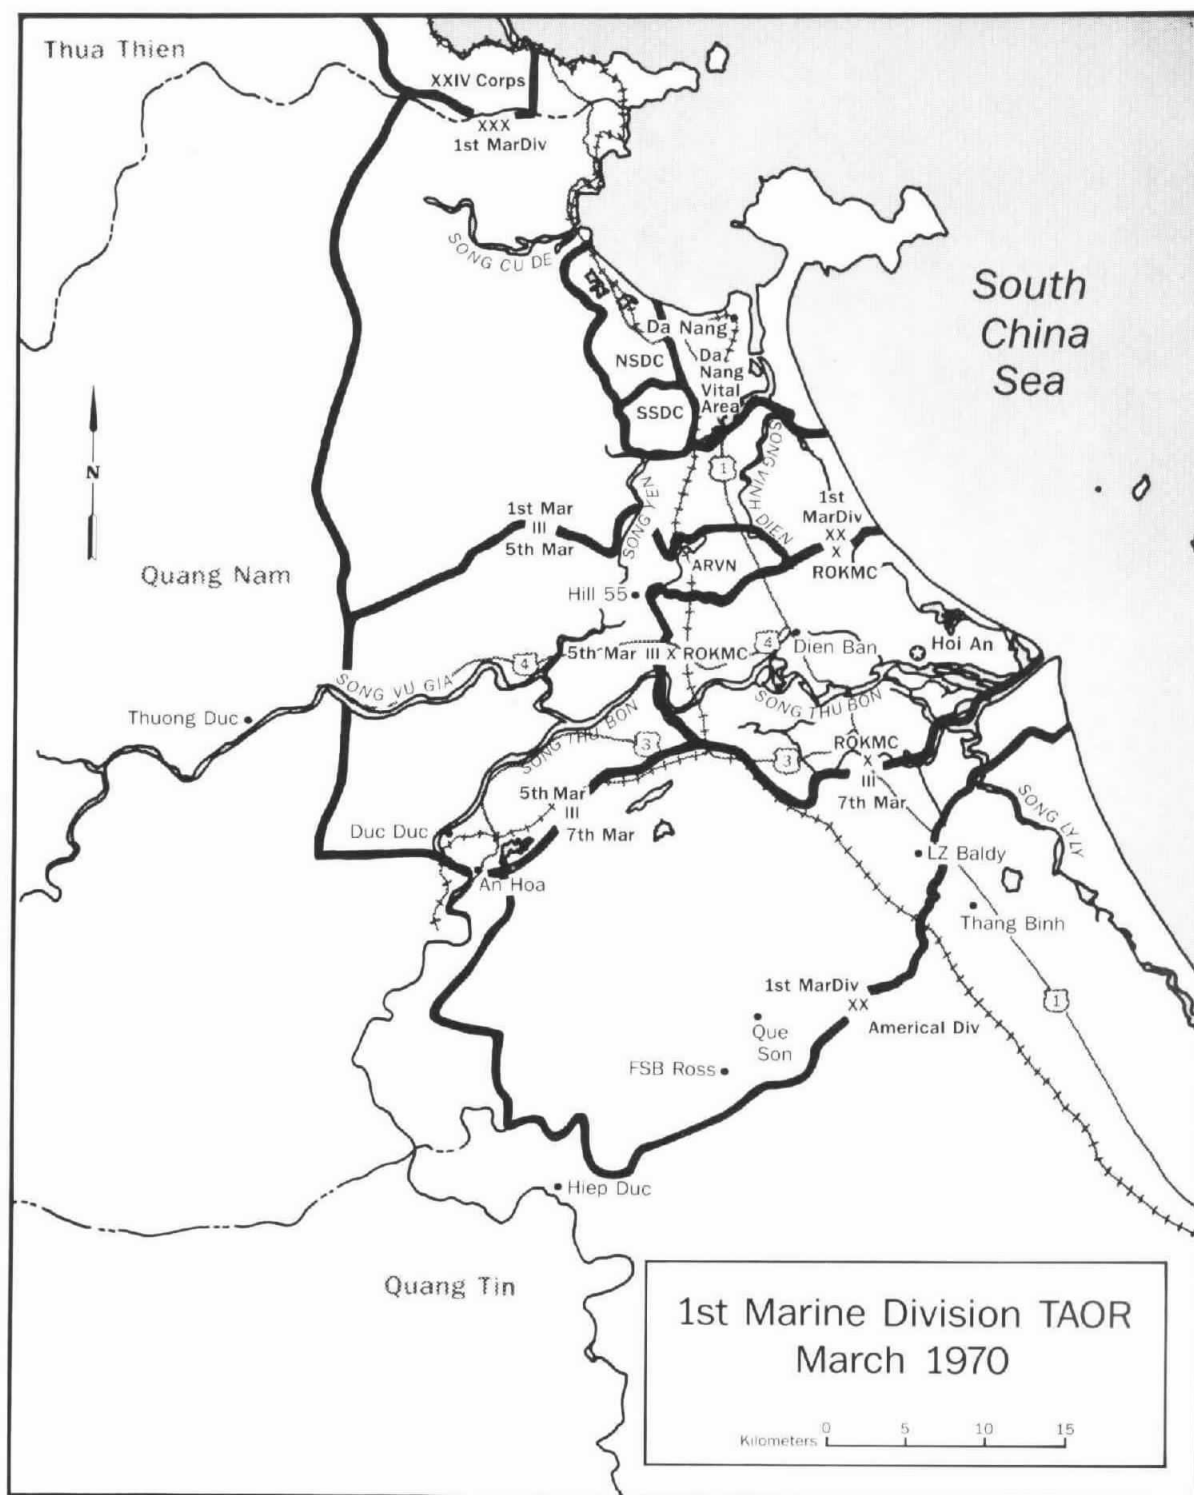 Thua Thien
XXIV Corps
XXX
1st MarDiv
SONG CU DE
South
China
Sea
Da Nang
NSDC
Da
Nang
Vital
Area
SSDC
N
1
SONG VINH DIEN
SONG YEN
1st Mar
III
5th Mar
1st
MarDiv
XX
X
ROKMC
ARVN
Quang Nam
Hill 55
4
5th Mar III X ROKMC
4
Dien Ban
Hoi An
SONG VU GIA
Thuong Duc
SONG THU BON
SONG THU BON
3
3
ROKMC
X
III
7th Mar
5th Mar
III
7th Mar
Duc Duc
An Hoa
SONG LY LY
LZ Baldy
Thang Binh
1st MarDiv
XX
Americal Div
1
Que
Son
FSB Ross
Hiep Duc
Quang Tin
1st Marine Division TAOR
March 1970
Kilometers 0 5 10 15